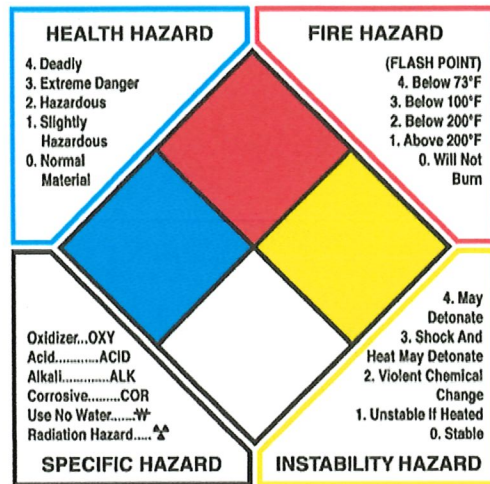 HEALTH HAZARD
4. Deadly
3. Extreme Danger
2. Hazardous
1. Slightly
Hazardous
0. Normal
Material
FIRE HAZARD
(FLASH POINT)
4. Below 73°F
3. Below 100°F
2. Below 200°F
1. Above 200°F
0. Will Not
Burn
Oxidizer...OXY
Acid............ACID
Alkali............ALK
Corrosive........COR
Use No Water......W
Radiation Hazard.....☢
SPECIFIC HAZARD
4. May
Detonate
3. Shock And
Heat May Detonate
2. Violent Chemical
Change
1. Unstable If Heated
0. Stable
INSTABILITY HAZARD